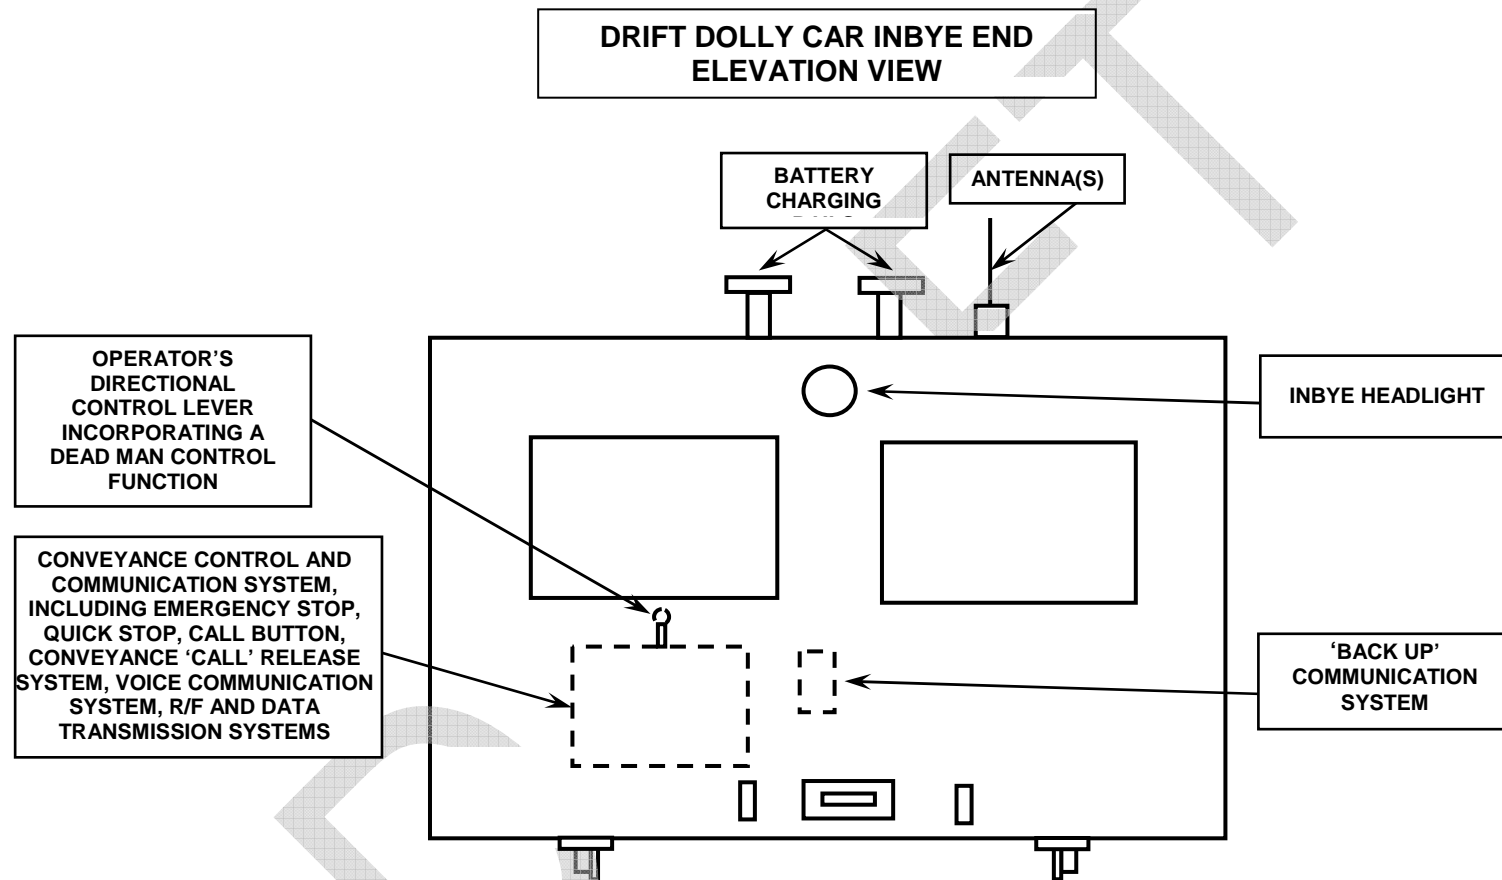 DRIFT DOLLY CAR INBYE END
ELEVATION VIEW
BATTERY
CHARGING
ANTENNA(S)
OPERATOR'S
DIRECTIONAL
CONTROL LEVER
INCORPORATING A
DEAD MAN CONTROL
FUNCTION
INBYE HEADLIGHT
CONVEYANCE CONTROL AND
COMMUNICATION SYSTEM,
INCLUDING EMERGENCY STOP,
QUICK STOP, CALL BUTTON,
CONVEYANCE ‘CALL’ RELEASE
SYSTEM, VOICE COMMUNICATION
SYSTEM, R/F AND DATA
TRANSMISSION SYSTEMS
‘BACK UP’
COMMUNICATION
SYSTEM